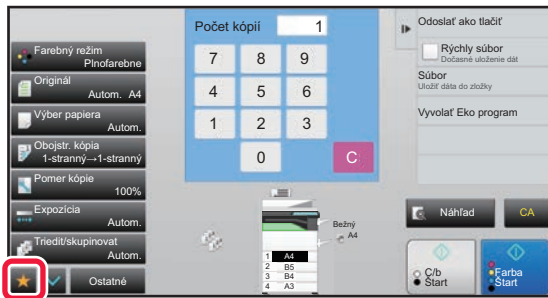 Farebný režim
Plnofarebne
Originál
Autom. A4
Výber papiera
Autom.
Obojstr. kópia
1-stranný→1-stranný
Pomer kópie
100%
Expozícia
Autom.
Triediť/skupinovat
Autom.
Ostatné
Počet kópií 1
7 8 9
4 5 6
1 2 3
0 C
Bežný
A4
1 A4
2 B5
3 B4
4 A3
Odoslať ako tlačiť
Rýchly súbor
Dočasné uloženie dát
Súbor
Uložiť dáta do zložky
Vyvolať Eko program
Náhľad CA
Č/b
Štart
Farba
Štart